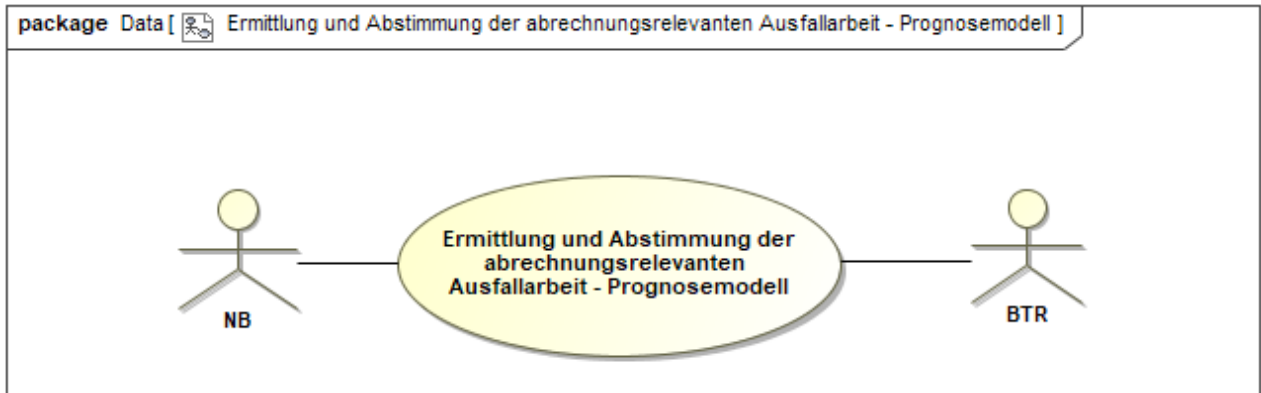 package Data [ Ermittlung und Abstimmung der abrechnungsrelevanten Ausfallarbeit - Prognosemodell ]
Ermittlung und Abstimmung der
abrechnungsrelevanten
Ausfallarbeit - Prognosemodell
NB
BTR